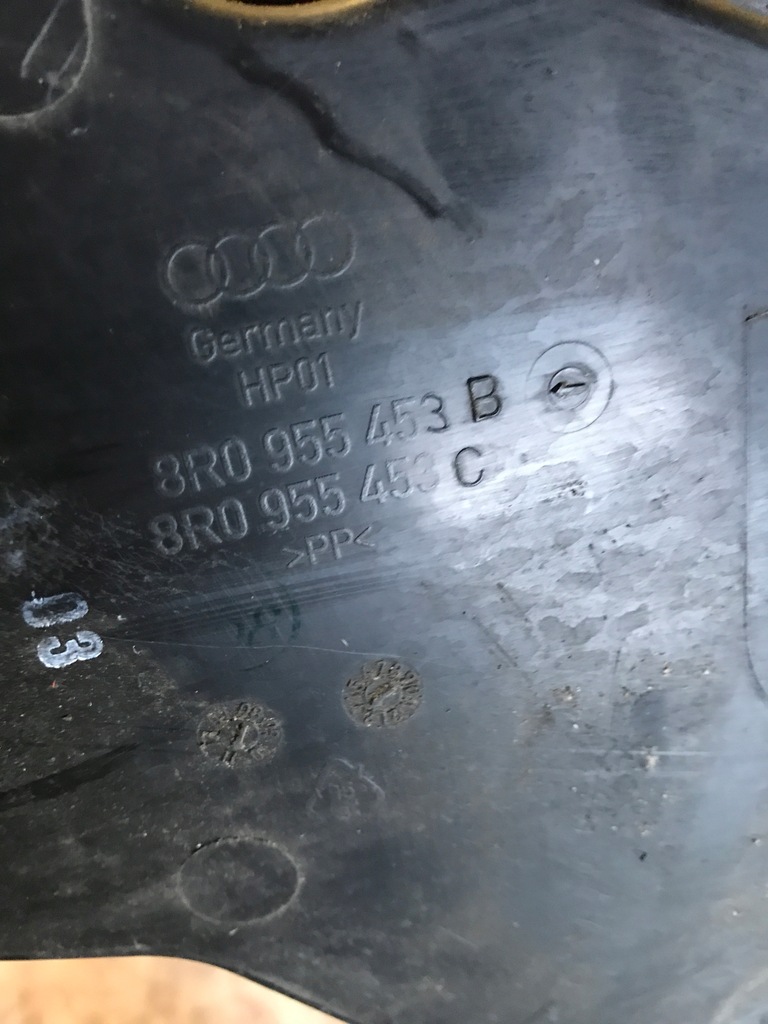 Germany
HP01
8R0 955 453 B
8R0 955 453 C
>PP<
03